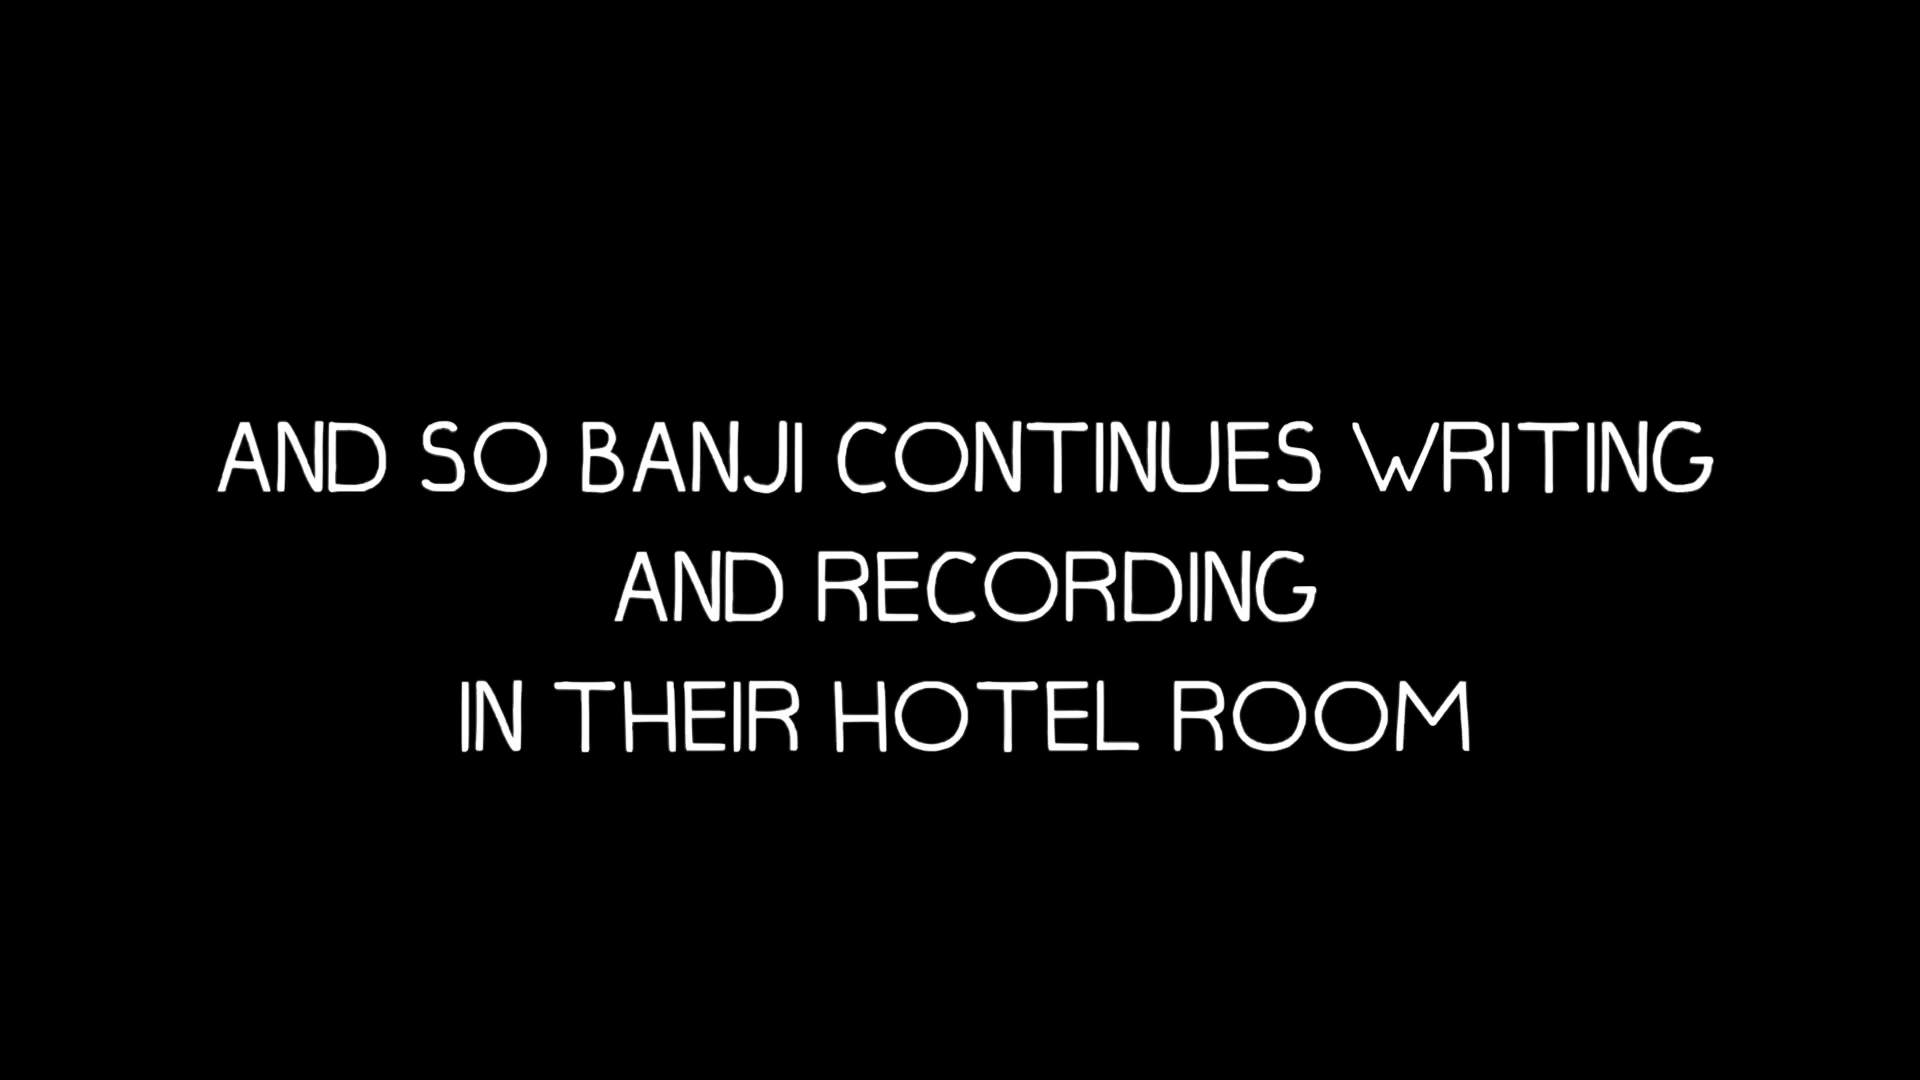 AND SO BANJI CONTINUES WRITING
AND RECORDING
IN THEIR HOTEL ROOM